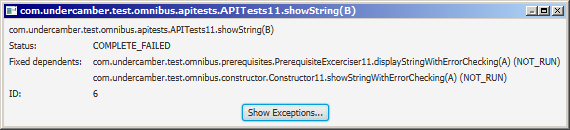 com.undercamber.test.omnibus.apitests.APITests11.showString(B)
com.undercamber.test.omnibus.apitests.APITests11.showString(B)
Status: COMPLETE_FAILED
Fixed dependents: com.undercamber.test.omnibus.prerequisites.PrerequisiteExcerciser11.displayStringWithErrorChecking(A) (NOT_RUN)
com.undercamber.test.omnibus.constructor.Constructor11.showStringWithErrorChecking(A) (NOT_RUN)
ID: 6
Show Exceptions...